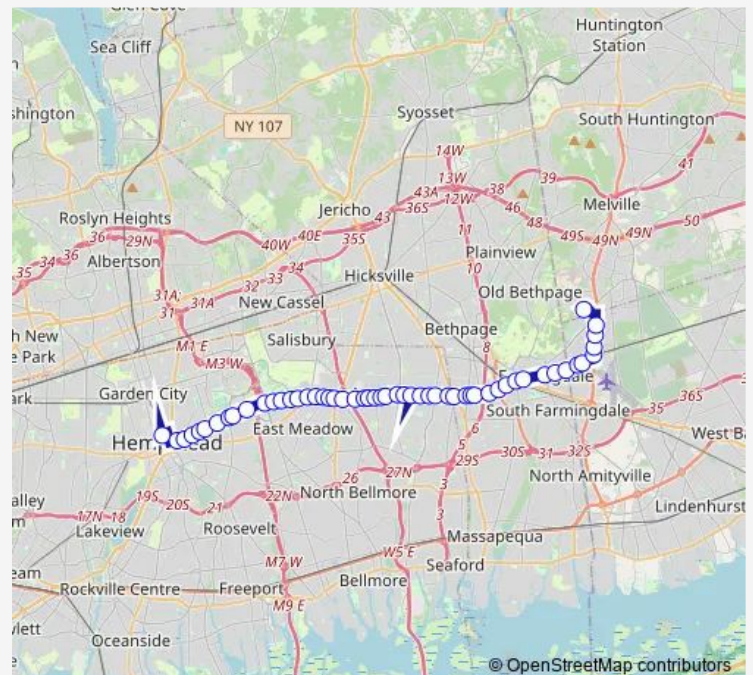 Glen Cove
Huntington
Station
Sea Cliff
shington
Syosset
South Huntington
NY 107
14W
41
13W
39
43A
38
12W
36S
46
Melville
Jericho
43
Roslyn Heights
48
50
36
29N
40E
35S
40W
11
49S
49N
49N
34
36
35
Albertson
Plainview
34
33
32
10
Hicksville
Old Bethpage
31A
31A
31
New Cassel
h New
e Park
M1 E
Salisbury
Bethpage
8
M3 W
ark
Garden City
South Farmingdale
35
36S
East Meadow
5
6
West Ba
29S
30S
31
32S
27N
26
North Amityville
alley
m
22N
North Bellmore
3
19S
20S
21
17N
18
Lakeview
Roosevelt
3
Lindenhurst
Massapequa
M7 W
W5 E
Seaford
eam
Rockville Centre
Freeport
Bellmore
M9 E
vlett
Oceanside
e
© OpenStreetMap contributors